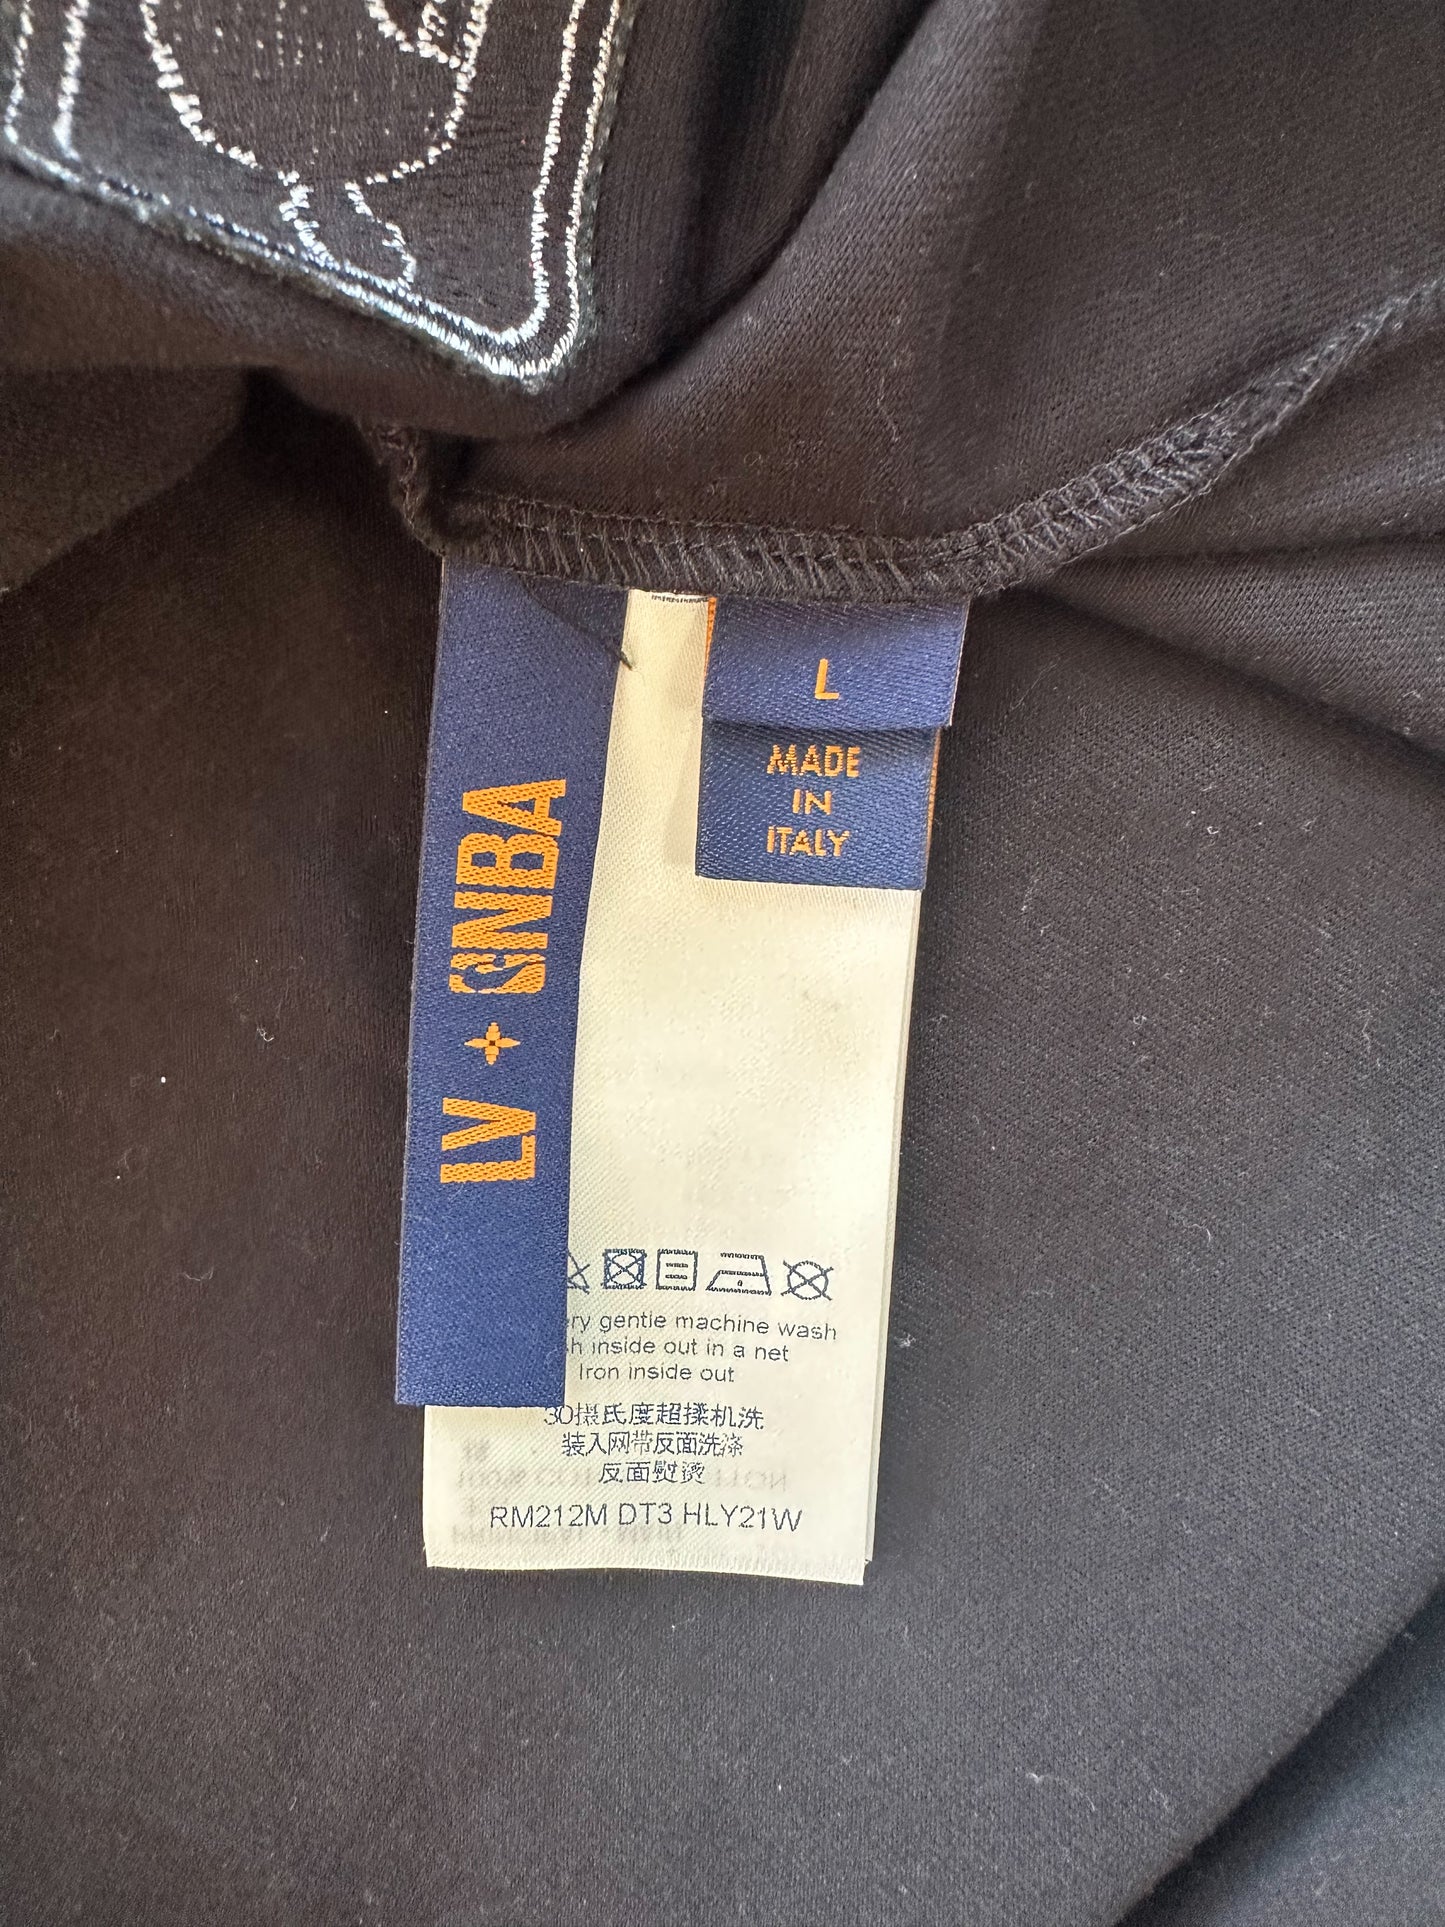 L
MADE
IN
ITALY
LV + NBA
gentle machine wash
inside out in a net
Iron inside out
30摄氏度超揉机洗
装入网带反面洗涤
反面熨烫
RM212M DT3 HLY21W